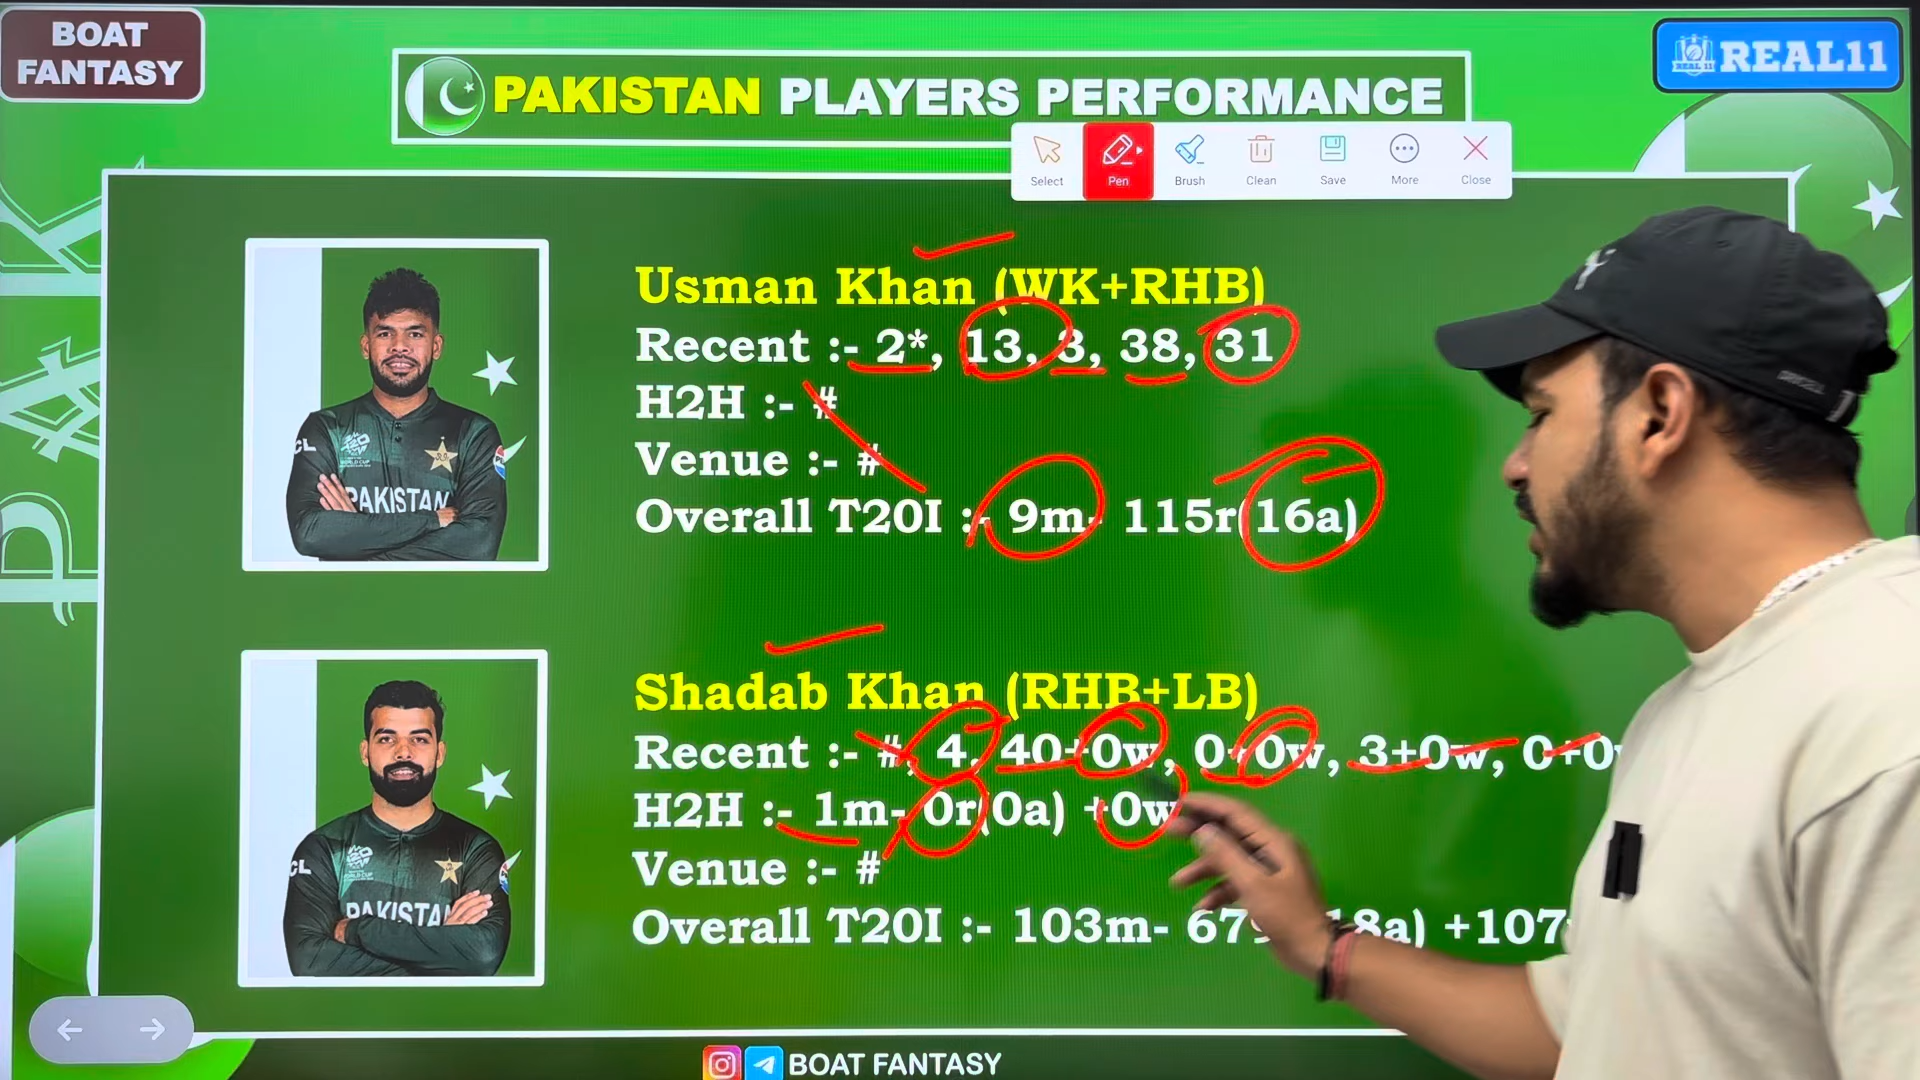 BOAT
FANTASY
PAKISTAN PLAYERS PERFORMANCE
REAL11
Select
Pen
Brush
Clean
Save
More
Close
PAK
Usman Khan (WK+RHB)
Recent :- 2*, 13, 3, 38, 31
H2H :- #
Venue :- #
Overall T20I :- 9m- 115r(16a)
PAKISTAN
Shadab Khan (RHB+LB)
Recent :- #, 4, 40+0w, 0+0w, 3+0w, 0+0
H2H :- 1m- 0r(0a) +0w
Venue :- #
Overall T20I :- 103m- 8a) +107
PAKISTA
BOAT FANTASY